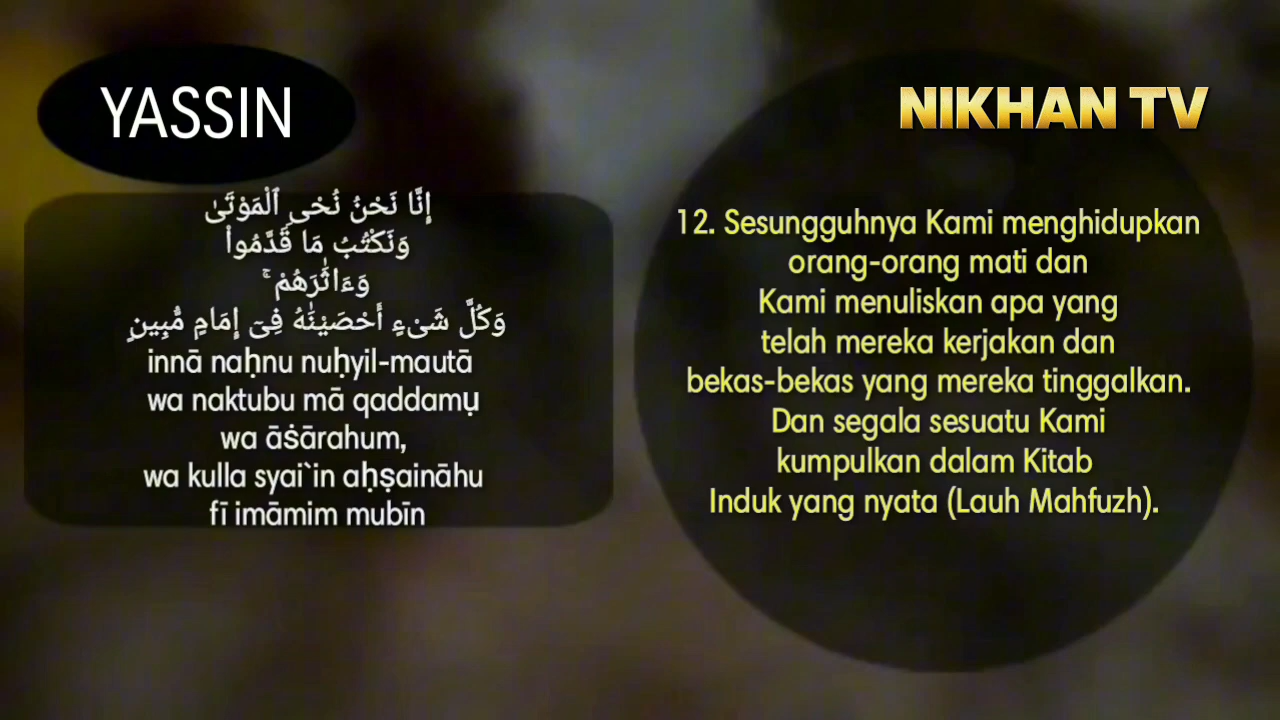 YASSIN
NIKHAN TV
إِنَّا نَحْنُ نُحْىِ ٱلْمَوْتَىٰ
وَنَكْتُبُ مَا قَدَّمُوا۟
وَءَاثَٰرَهُمْ ۚ
وَكُلَّ شَىْءٍ أَحْصَيْنَٰهُ فِىٓ إِمَامٍ مُّبِينٍ
innā naḥnu nuḥyil-mautā
wa naktubu mā qaddamụ
wa āṡārahum,
wa kulla syai`in aḥṣaināhu
fī imāmim mubīn
12. Sesungguhnya Kami menghidupkan
orang-orang mati dan
Kami menuliskan apa yang
telah mereka kerjakan dan
bekas-bekas yang mereka tinggalkan.
Dan segala sesuatu Kami
kumpulkan dalam Kitab
Induk yang nyata (Lauh Mahfuzh).